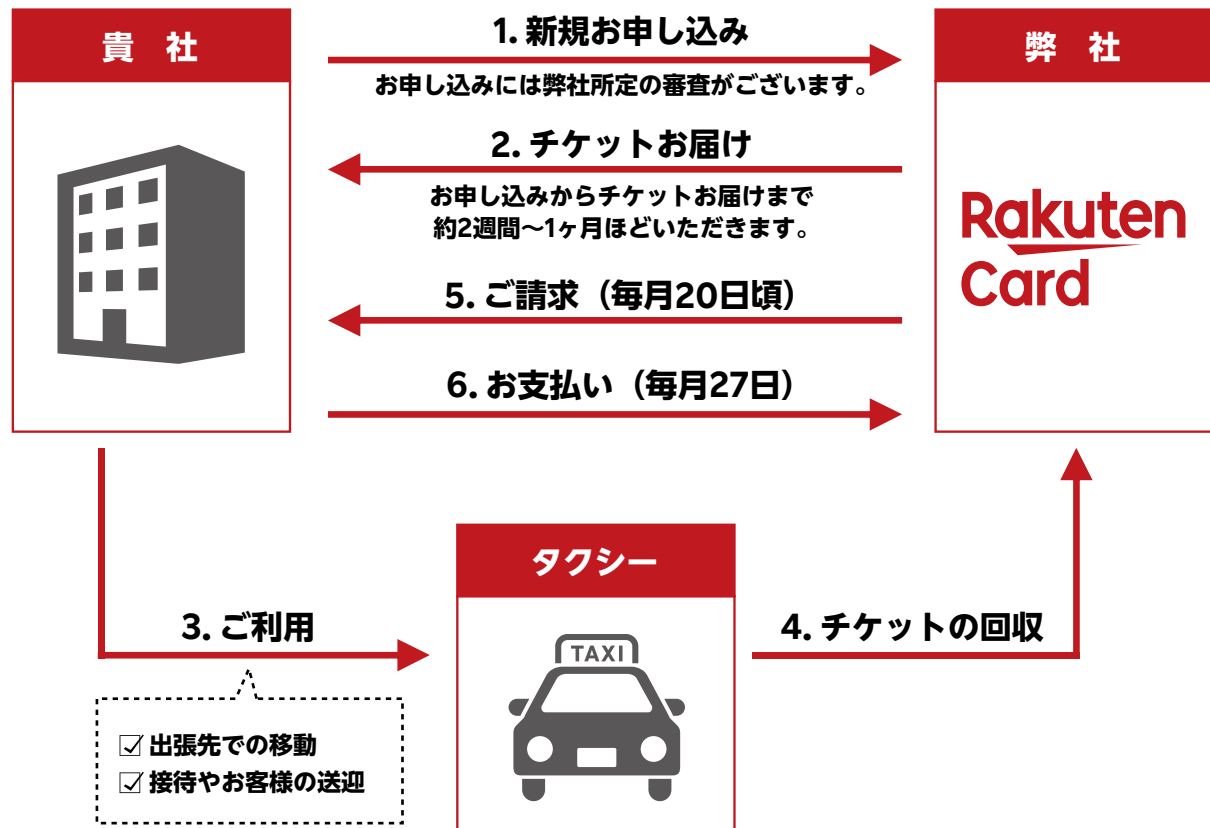 貴 社
1. 新規お申し込み
お申し込みには弊社所定の審査がございます。
弊 社
2. チケットお届け
お申し込みからチケットお届けまで
約2週間〜1ヶ月ほどいただきます。
Rakuten
Card
5. ご請求（毎月20日頃）
6. お支払い（毎月27日）
タクシー
3. ご利用
TAXI
4. チケットの回収
☑ 出張先での移動
☑ 接待やお客様の送迎